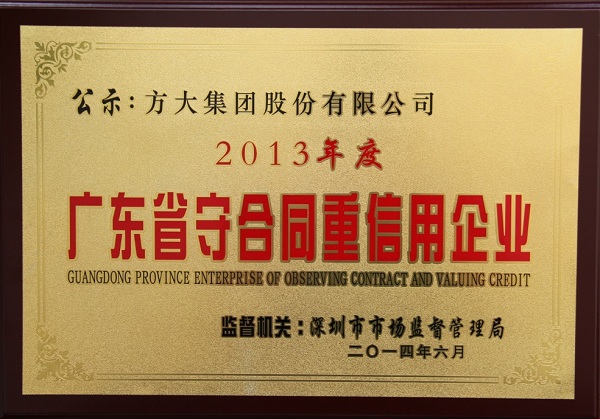 公示:方大集团股份有限公司
2013年度
广东省守合同重信用企业
GUANGDONG PROVINCE ENTERPRISE OF OBSERVING CONTRACT AND VALUING CREDIT
监督机关:深圳市市场监督管理局
二〇一四年六月